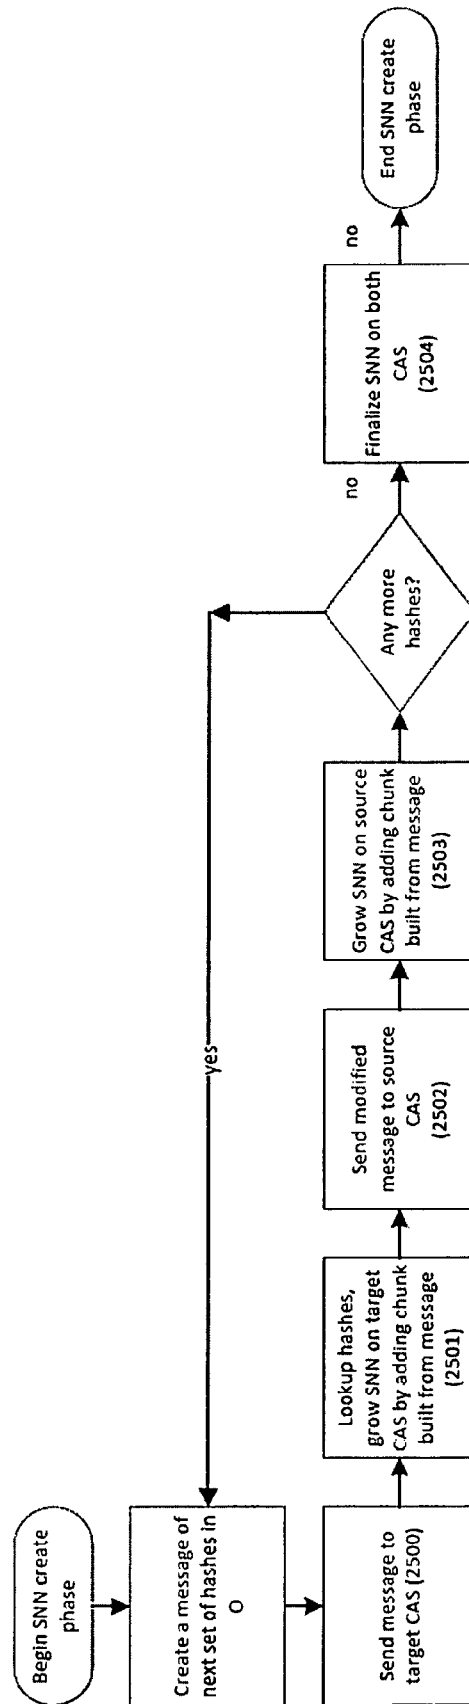 Begin SNN create
phase
Create a message of
next set of hashes in
O
Send message to
target CAS (2500)
Lookup hashes,
grow SNN on target
CAS by adding chunk
built from message
(2501)
Send modified
message to source
CAS
(2502)
Grow SNN on source
CAS by adding chunk
built from message
(2503)
Any more
hashes?
yes
no
Finalize SNN on both
CAS
(2504)
no
End SNN create
phase